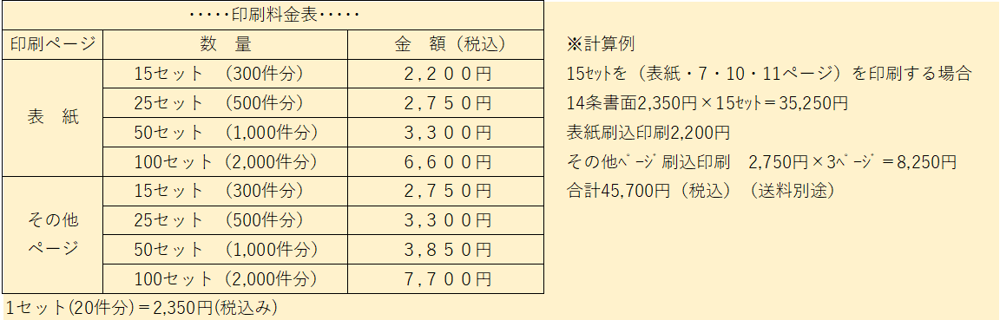 ･････印刷料金表･････
印刷ページ 数　量 金　額（税込）
表　紙
15セット　（300件分） ２,２００円
25セット　（500件分） ２,７５０円
50セット　（1,000件分） ３,３００円
100セット（2,000件分） ６,６００円
その他
ページ
15セット　（300件分） ２,７５０円
25セット　（500件分） ３,３００円
50セット　（1,000件分） ３,８５０円
100セット（2,000件分） ７,７００円
1セット(20件分)＝2,350円(税込み)
※計算例
15ｾｯﾄを（表紙・7・10・11ページ）を印刷する場合
14条書面2,350円×15ｾｯﾄ＝35,250円
表紙刷込印刷2,200円
その他ﾍﾟｰｼﾞ刷込印刷　2,750円×3ﾍﾟｰｼﾞ＝8,250円
合計45,700円（税込）（送料別途）